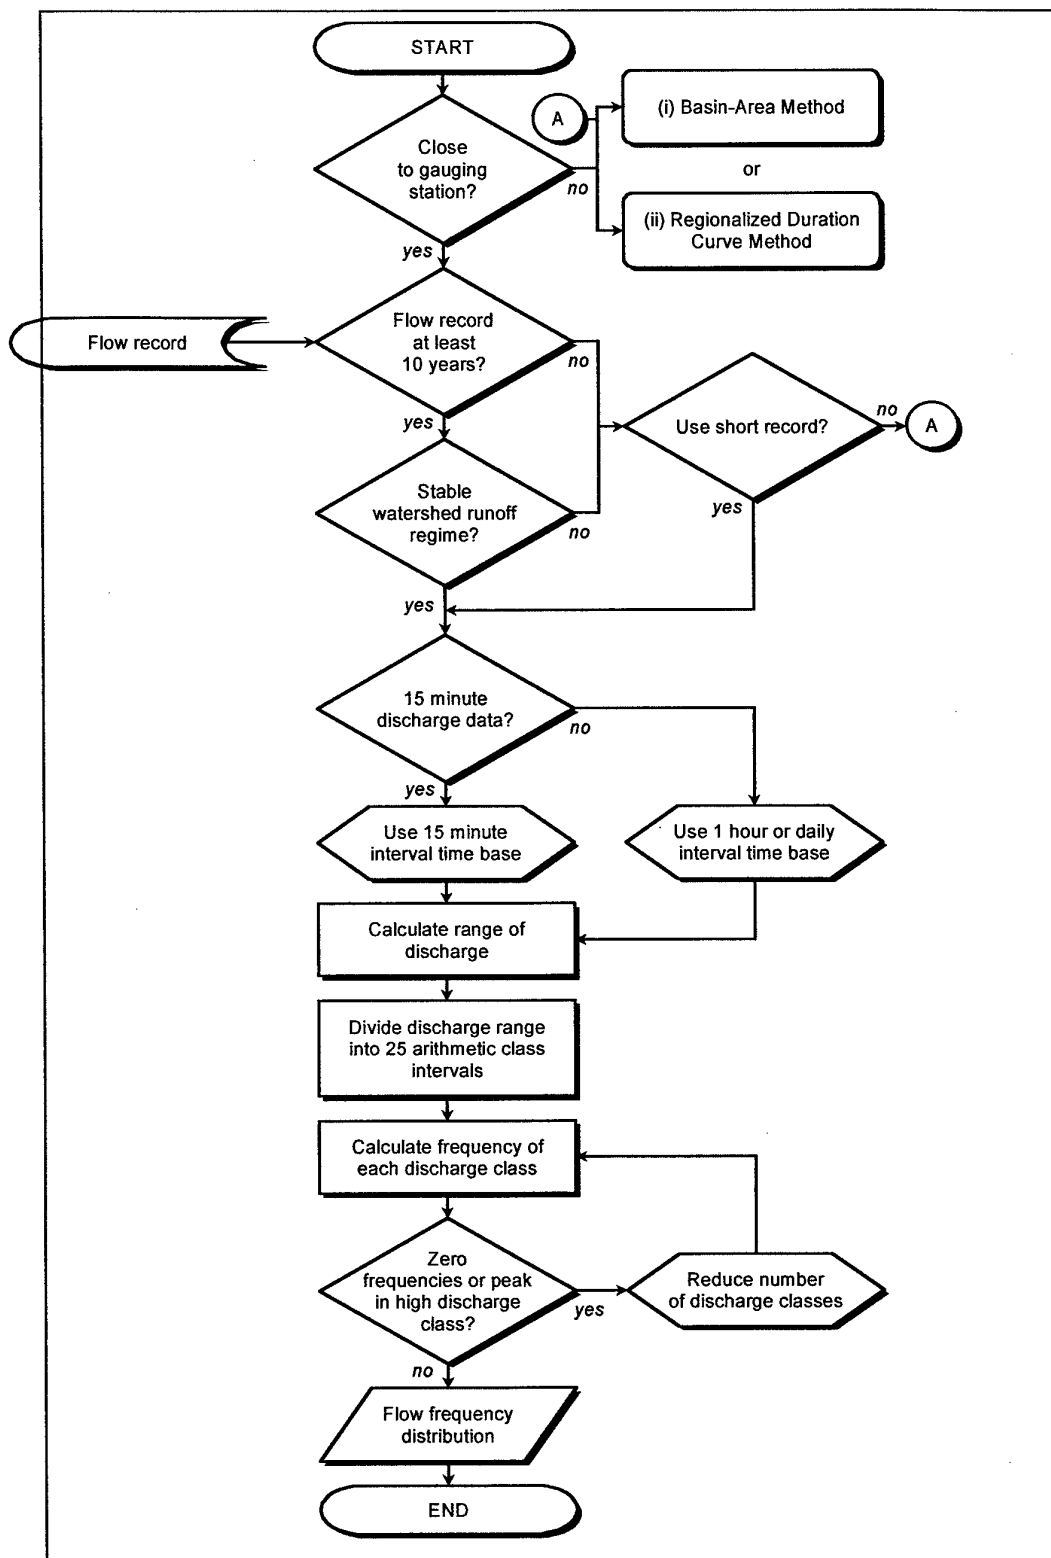 START
A
(i) Basin-Area Method
Close
to gauging
station?
or
no
(ii) Regionalized Duration
Curve Method
yes
Flow record
Flow record
at least
10 years?
no
no
Use short record?
A
yes
Stable
watershed runoff
regime?
yes
no
yes
15 minute
discharge data?
no
yes
Use 15 minute
interval time base
Use 1 hour or daily
interval time base
Calculate range of
discharge
Divide discharge range
into 25 arithmetic class
intervals
Calculate frequency of
each discharge class
Zero
frequencies or peak
in high discharge
class?
yes
Reduce number
of discharge classes
no
Flow frequency
distribution
END